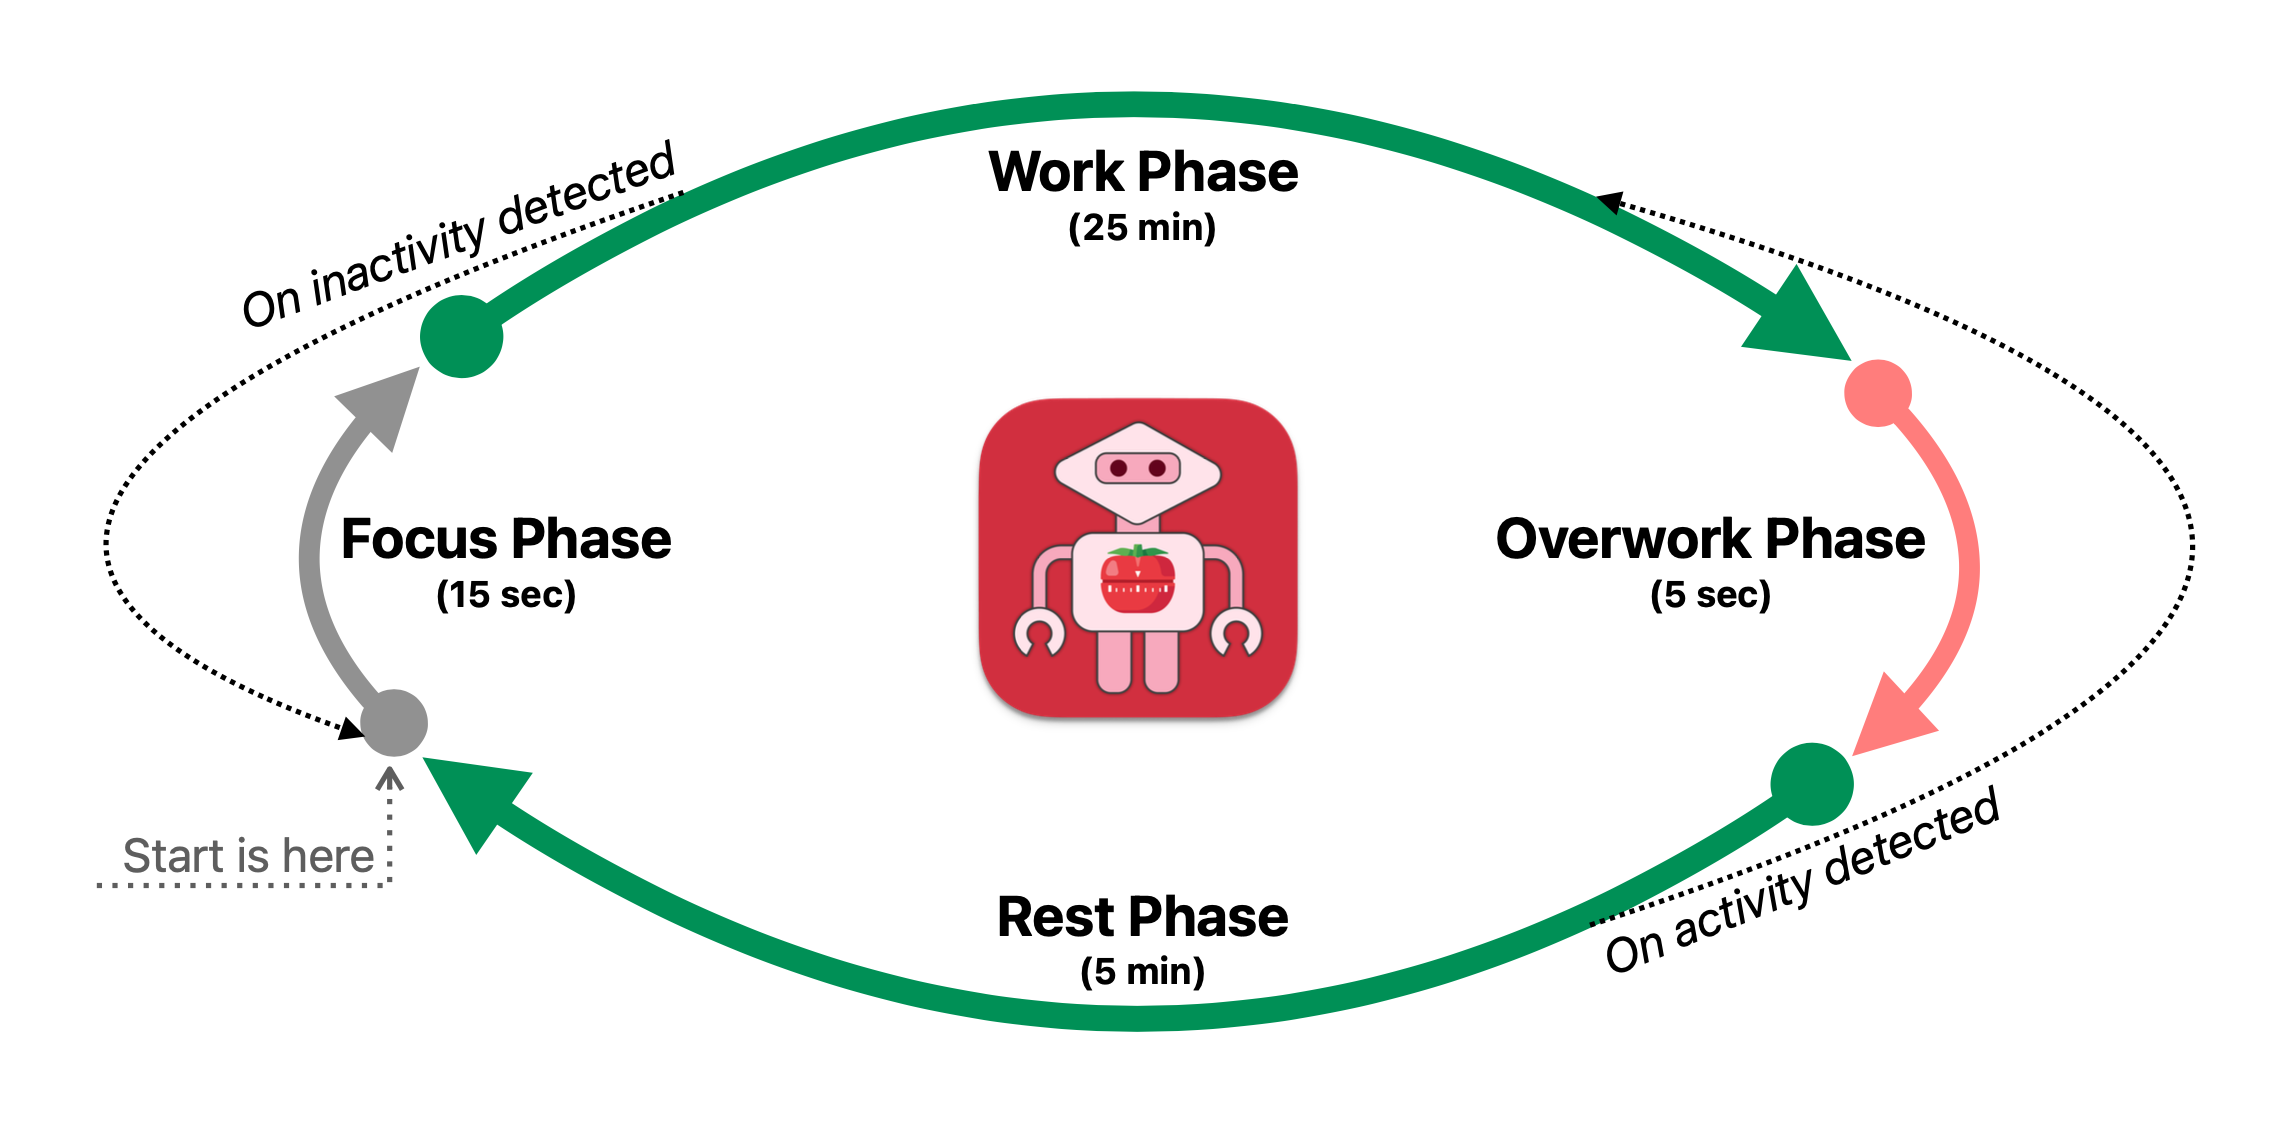 On inactivity detected
Work Phase
(25 min)
Focus Phase
(15 sec)
Overwork Phase
(5 sec)
Start is here
Rest Phase
(5 min)
On activity detected